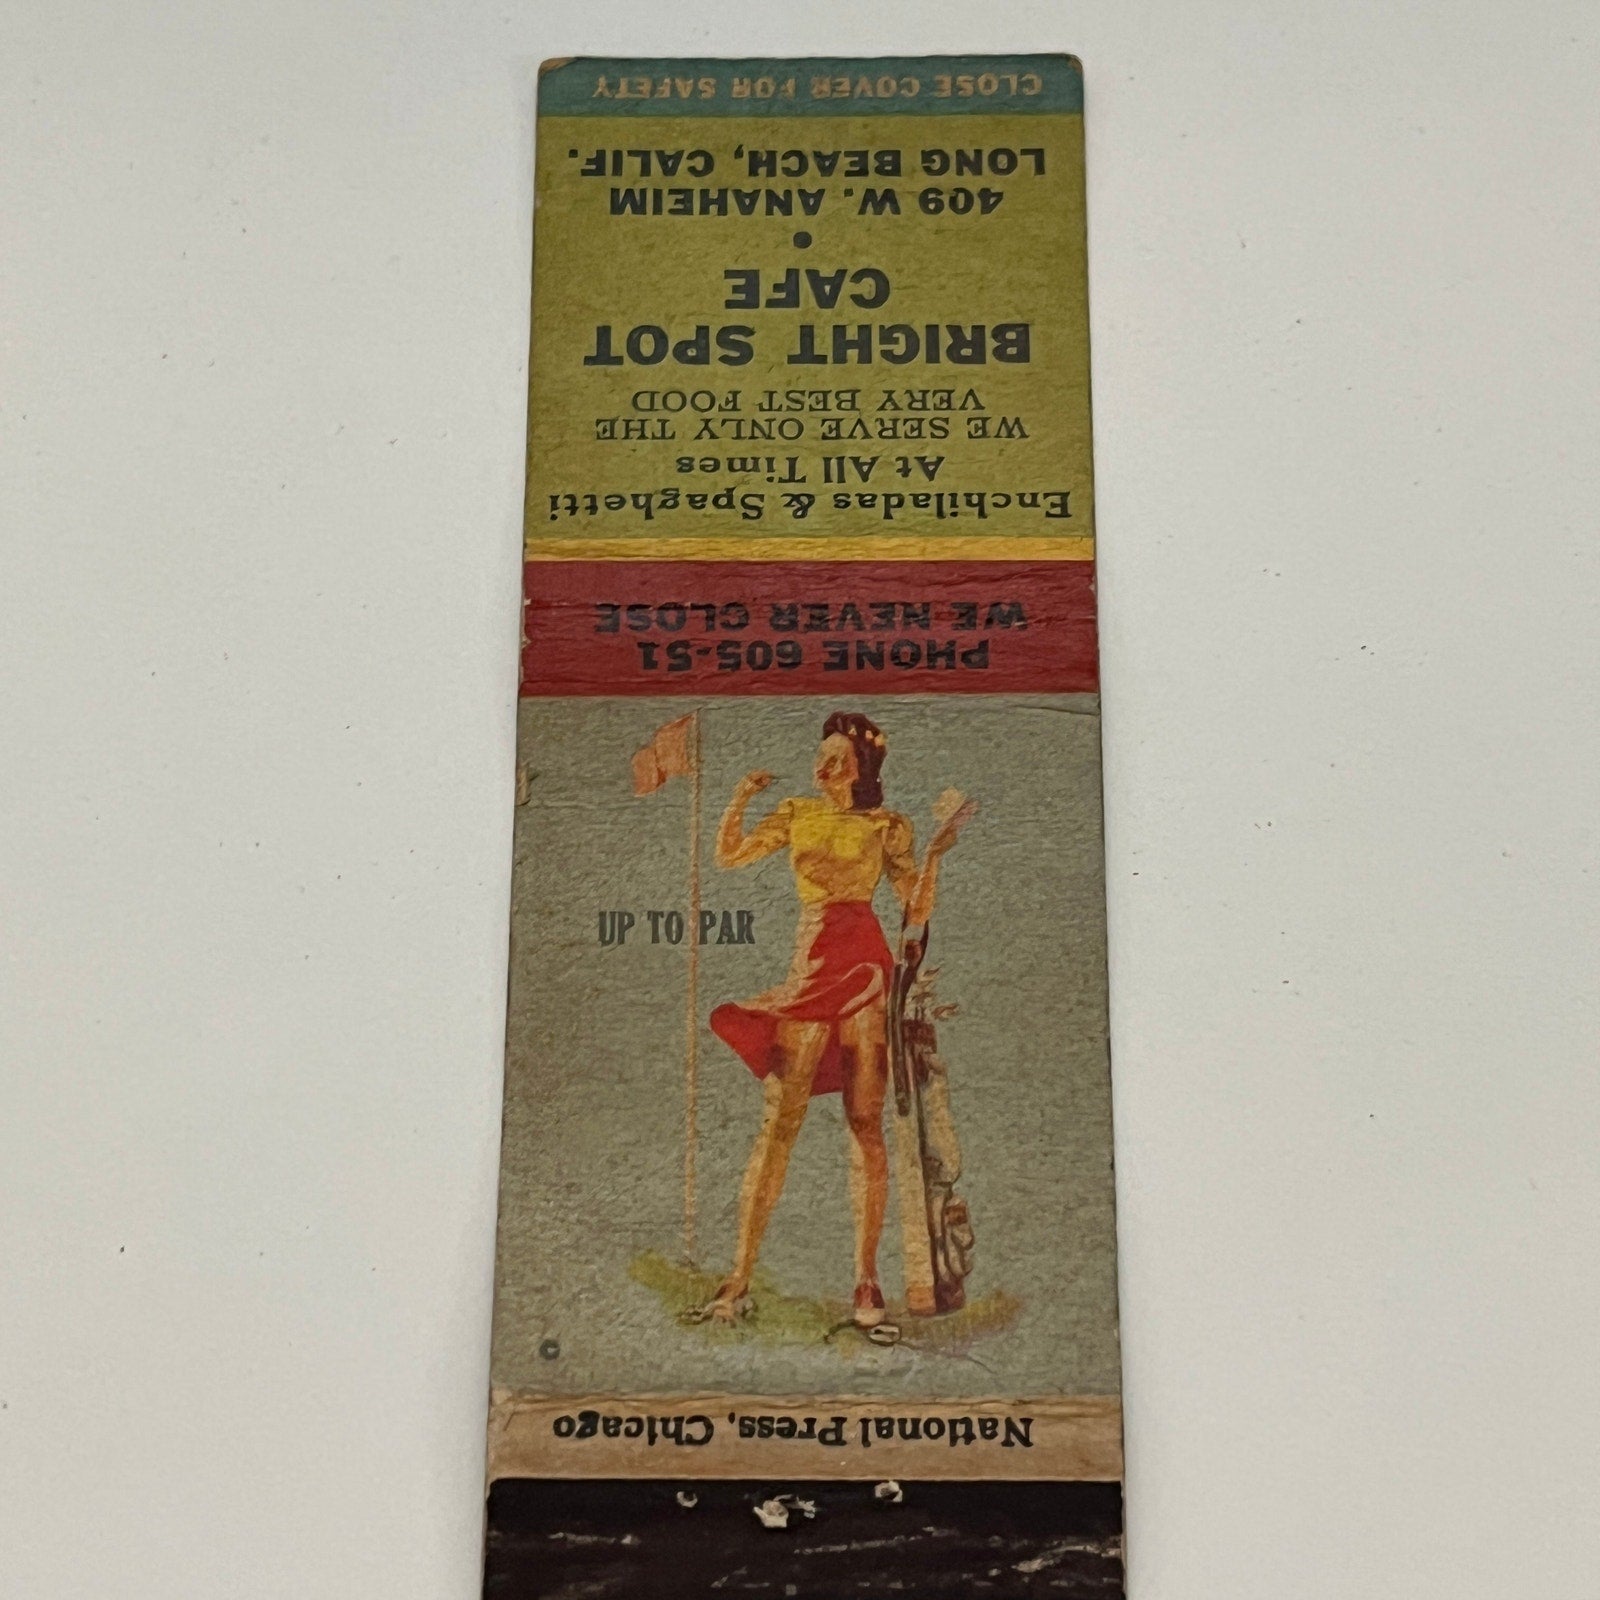 CLOSE COVER FOR SAFETY
Enchiladas & Spaghetti
At All Times
WE SERVE ONLY THE
VERY BEST FOOD
BRIGHT SPOT
CAFE
•
409 W. ANAHEIM
LONG BEACH, CALIF.
PHONE 605-51
WE NEVER CLOSE
UP TO PAR
©
National Press, Chicago